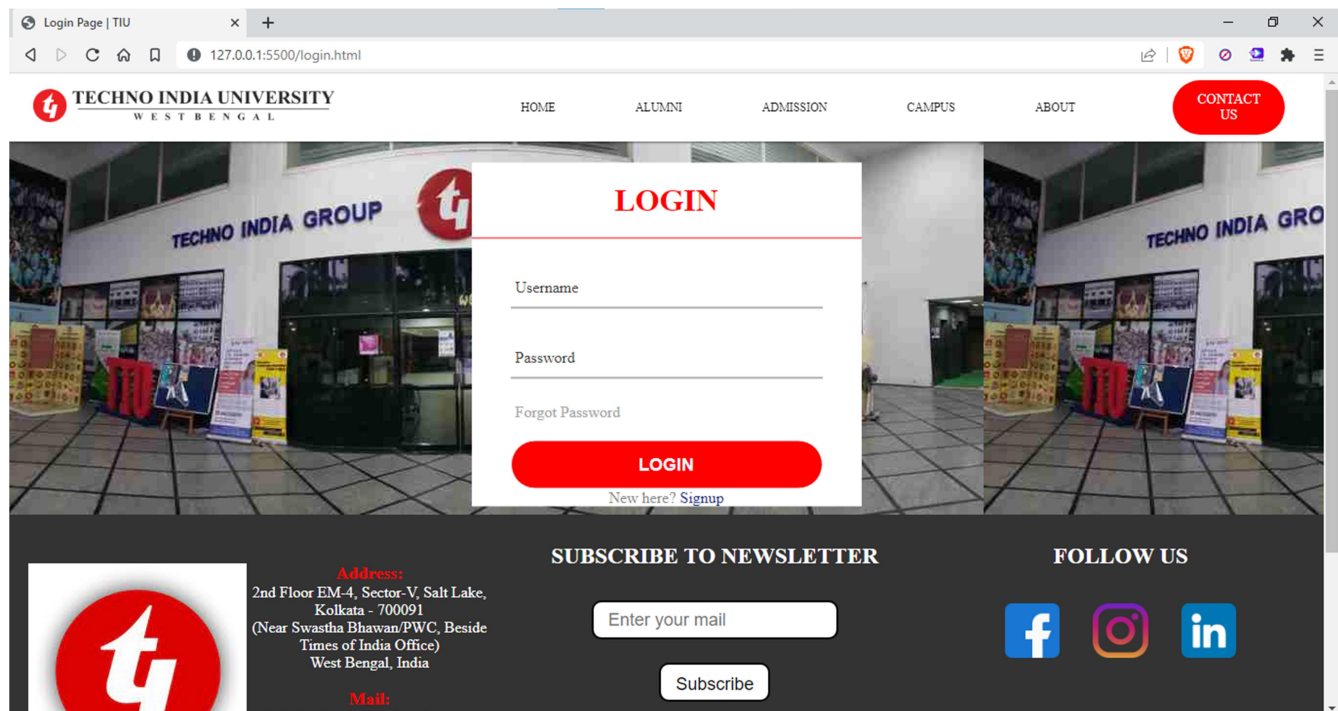 Login Page | TIU
127.0.0.1:5500/login.html
TECHNO INDIA UNIVERSITY
WEST BENGAL
HOME
ALUMNI
ADMISSION
CAMPUS
ABOUT
CONTACT
US
TECHNO INDIA GROUP
TECHNO INDIA GRO
LOGIN
Username
Password
Forgot Password
LOGIN
New here? Signup
Address:
2nd Floor EM-4, Sector-V, Salt Lake,
Kolkata - 700091
(Near Swastha Bhawan/PWC, Beside
Times of India Office)
West Bengal, India
Mail:
SUBSCRIBE TO NEWSLETTER
Enter your mail
Subscribe
FOLLOW US